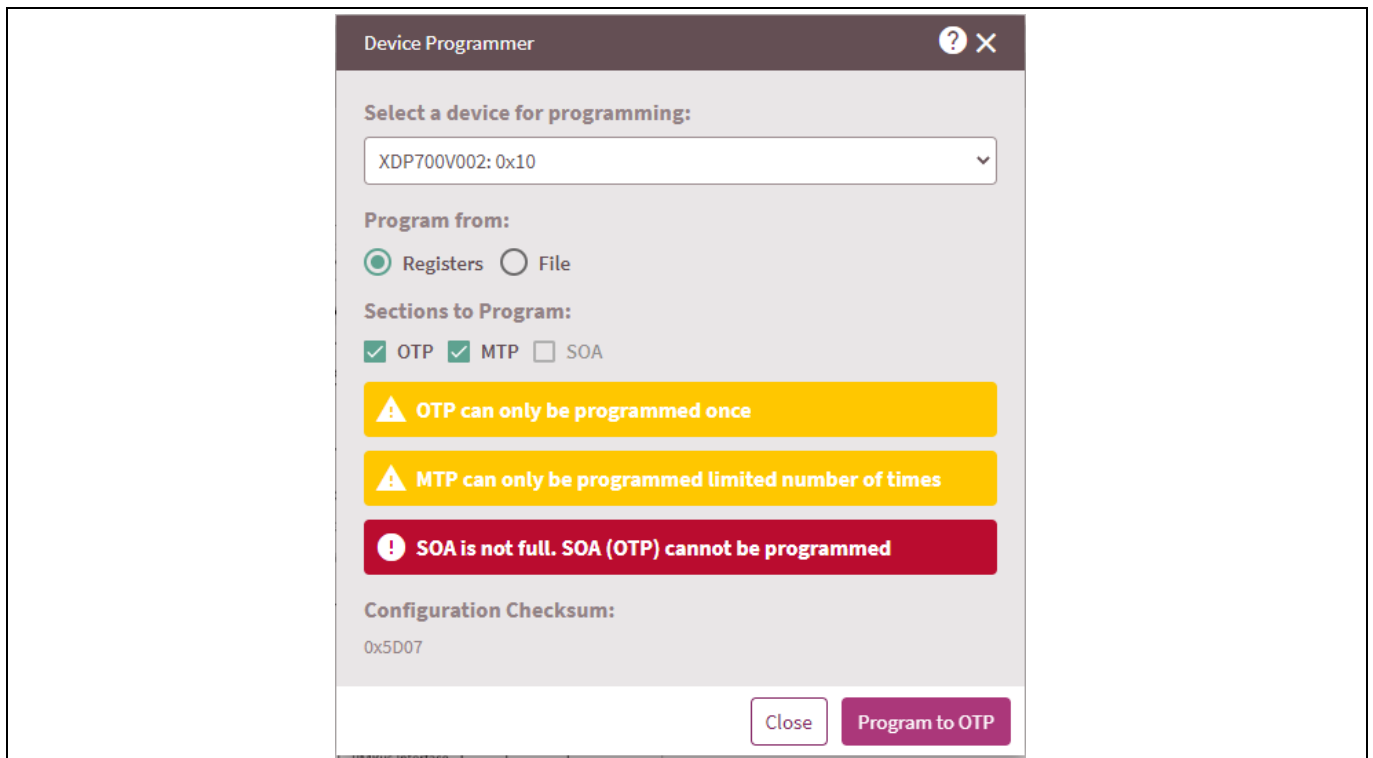 Device Programmer
Select a device for programming:
XDP700V002: 0x10
Program from:
Registers File
Sections to Program:
OTP MTP SOA
OTP can only be programmed once
MTP can only be programmed limited number of times
SOA is not full. SOA (OTP) cannot be programmed
Configuration Checksum:
0x5D07
Close Program to OTP